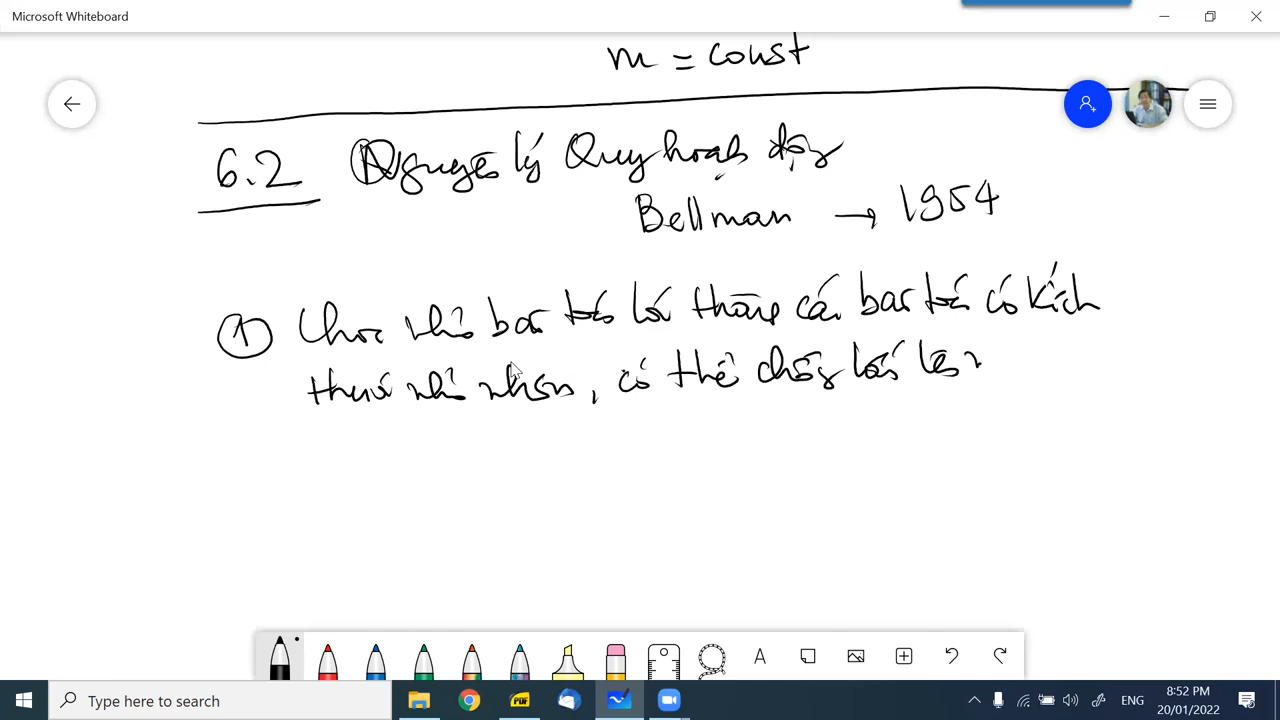 Microsoft Whiteboard
m = const
6.2 Nguyên lý Quy hoạch động
Bellman → 1954
① Chia nhỏ bài toán lớn thành các bài toán có kích
thước nhỏ nhơn, có thể chồng lấn lên
Type here to search
ENG
8:52 PM
20/01/2022